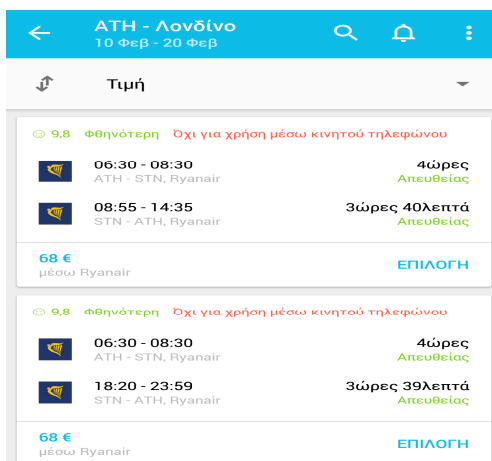 ATH - Λονδίνο
10 Φεβ - 20 Φεβ
Τιμή
9,8 Φθηνότερη Όχι για χρήση μέσω κινητού τηλεφώνου
06:30 - 08:30 4ώρες
ATH - STN, Ryanair Απευθείας
08:55 - 14:35 3ώρες 40λεπτά
STN - ATH, Ryanair Απευθείας
68 €
μέσω Ryanair ΕΠΙΛΟΓΗ
9,8 Φθηνότερη Όχι για χρήση μέσω κινητού τηλεφώνου
06:30 - 08:30 4ώρες
ATH - STN, Ryanair Απευθείας
18:20 - 23:59 3ώρες 39λεπτά
STN - ATH, Ryanair Απευθείας
68 €
μέσω Ryanair ΕΠΙΛΟΓΗ